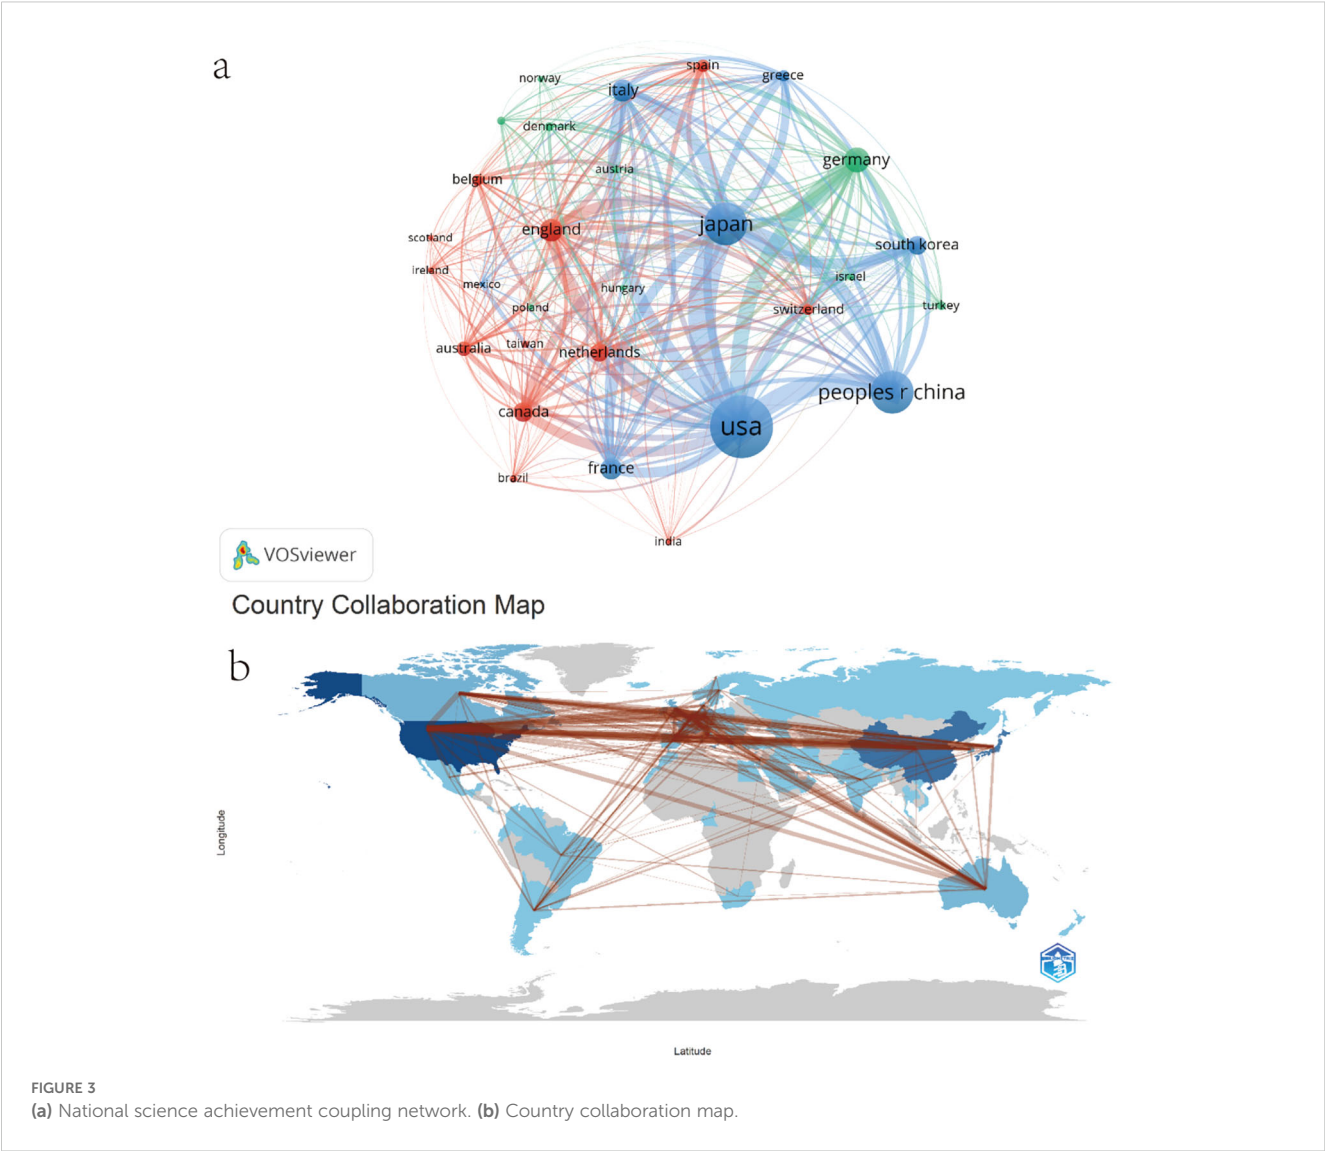 a
norway
spain
greece
italy
denmark
germany
austria
belgium
japan
england
scotland
south korea
ireland
israel
mexico
hungary
poland
switzerland
turkey
australia
taiwan
netherlands
peoples r china
canada
usa
france
brazil
india
VOSviewer
Country Collaboration Map
b
Longitude
Latitude
FIGURE 3
(a) National science achievement coupling network. (b) Country collaboration map.